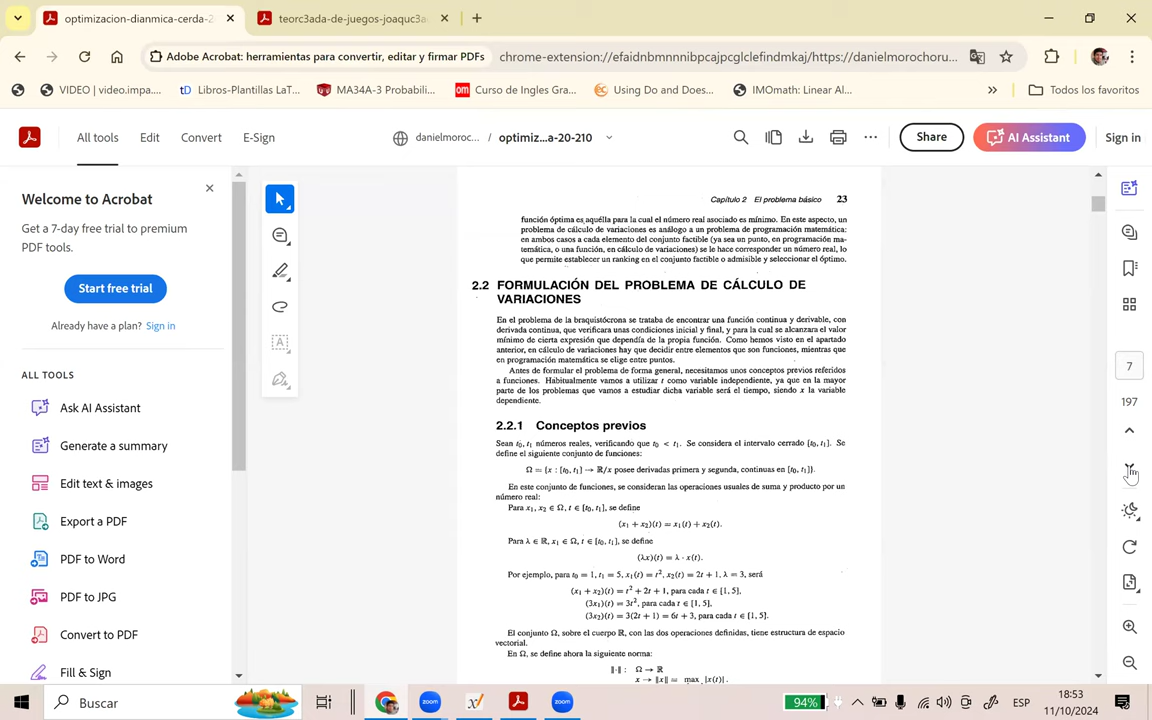 optimizacion-dianmica-cerda-2
teorc3ada-de-juegos-joaquc3a
Adobe Acrobat: herramientas para convertir, editar y firmar PDFs
chrome-extension://efaidnbmnnnibpcajpcglclefindmkaj/https://danielmorochoru...
VIDEO | video.impa....
Libros-Plantillas LaT...
MA34A-3 Probabili...
Curso de Ingles Gra...
Using Do and Does...
IMOmath: Linear Al...
Todos los favoritos
All tools
Edit
Convert
E-Sign
danielmoroc... / optimiz...a-20-210
Share
AI Assistant
Sign in
Welcome to Acrobat
Get a 7-day free trial to
premium PDF tools.
Start free trial
Already have a plan? Sign in
ALL TOOLS
Ask AI Assistant
Generate a summary
Edit text & images
Export a PDF
PDF to Word
PDF to JPG
Convert to PDF
Fill & Sign
Capítulo 2 El problema básico 23
función óptima es aquélla para la cual el número real asociado es mínimo. En este aspecto, un
problema de cálculo de variaciones es análogo a un problema de programación matemática:
en ambos casos a cada elemento del conjunto factible (ya sea un punto, en programación ma-
temática, o una función, en cálculo de variaciones) se le hace corresponder un número real, lo
que permite establecer un ranking en el conjunto factible o admisible y seleccionar el óptimo.
2.2 FORMULACIÓN DEL PROBLEMA DE CÁLCULO DE
VARIACIONES
En el problema de la braquistócrona se trataba de encontrar una función continua y derivable, con
derivada continua, que verificara unas condiciones inicial y final, y para la cual se alcanzara el valor
mínimo de cierta expresión que dependía de la propia función. Como hemos visto en el apartado
anterior, en cálculo de variaciones hay que decidir entre elementos que son funciones, mientras que
en programación matemática se elige entre puntos.
Antes de formular el problema de forma general, necesitamos unos conceptos previos referidos
a funciones. Habitualmente vamos a utilizar t como variable independiente, ya que en la mayor
parte de los problemas que vamos a estudiar dicha variable será el tiempo, siendo x la variable
dependiente.
2.2.1 Conceptos previos
Sean t₀, t₁ números reales, verificando que t₀ < t₁. Se considera el intervalo cerrado [t₀, t₁]. Se
define el siguiente conjunto de funciones:
Ω = {x : [t₀, t₁] → ℝ/x posee derivadas primera y segunda, continuas en [t₀, t₁]}.
En este conjunto de funciones, se consideran las operaciones usuales de suma y producto por un
número real:
Para x₁, x₂ ∈ Ω, t ∈ [t₀, t₁], se define
(x₁ + x₂)(t) = x₁(t) + x₂(t).
Para λ ∈ ℝ, x₁ ∈ Ω, t ∈ [t₀, t₁], se define
(λx)(t) = λ · x(t).
Por ejemplo, para t₀ = 1, t₁ = 5, x₁(t) = t², x₂(t) = 2t + 1, λ = 3, será
(x₁ + x₂)(t) = t² + 2t + 1, para cada t ∈ [1, 5],
(3x₁)(t) = 3t², para cada t ∈ [1, 5],
(3x₂)(t) = 3(2t + 1) = 6t + 3, para cada t ∈ [1, 5].
El conjunto Ω, sobre el cuerpo ℝ, con las dos operaciones definidas, tiene estructura de espacio
vectorial.
En Ω, se define ahora la siguiente norma:
‖·‖ : Ω → ℝ
x → ‖x‖ = max |x(t)|.
7
197
Buscar
94%
ESP
18:53
11/10/2024